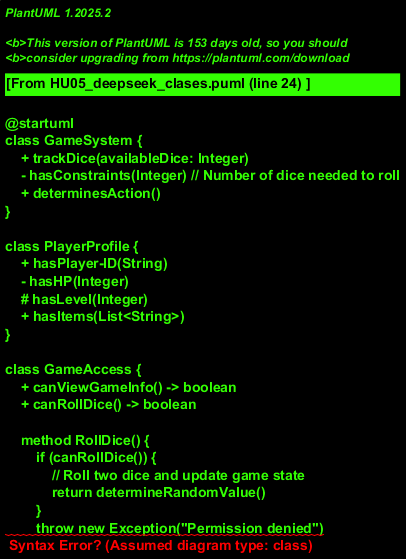 PlantUML 1.2025.2
<b>This version of PlantUML is 153 days old, so you should
<b>consider upgrading from https://plantuml.com/download
[From HU05_deepseek_clases.puml (line 24) ]
@startuml
class GameSystem {
+ trackDice(availableDice: Integer)
- hasConstraints(Integer) // Number of dice needed to roll
+ determinesAction()
}
class PlayerProfile {
+ hasPlayer-ID(String)
- hasHP(Integer)
# hasLevel(Integer)
+ hasItems(List<String>)
}
class GameAccess {
+ canViewGameInfo() -> boolean
+ canRollDice() -> boolean
method RollDice() {
if (canRollDice()) {
// Roll two dice and update game state
return determineRandomValue()
}
throw new Exception("Permission denied")
Syntax Error? (Assumed diagram type: class)